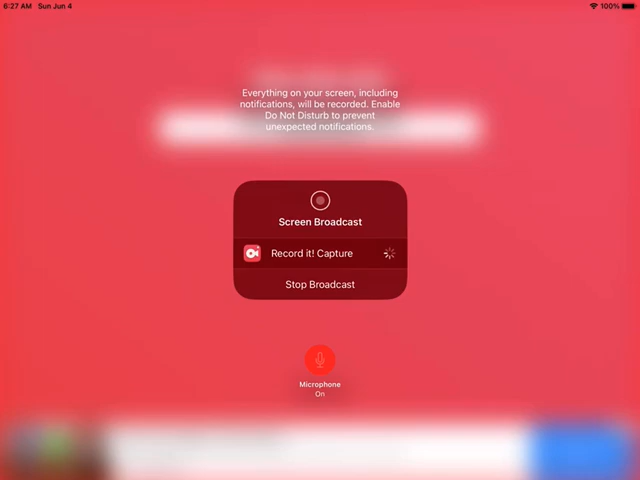 6:27 AM Sun Jun 4 100%
Everything on your screen, including
notifications, will be recorded. Enable
Do Not Disturb to prevent
unexpected notifications.
Screen Broadcast
Record it! Capture
Stop Broadcast
Microphone
On